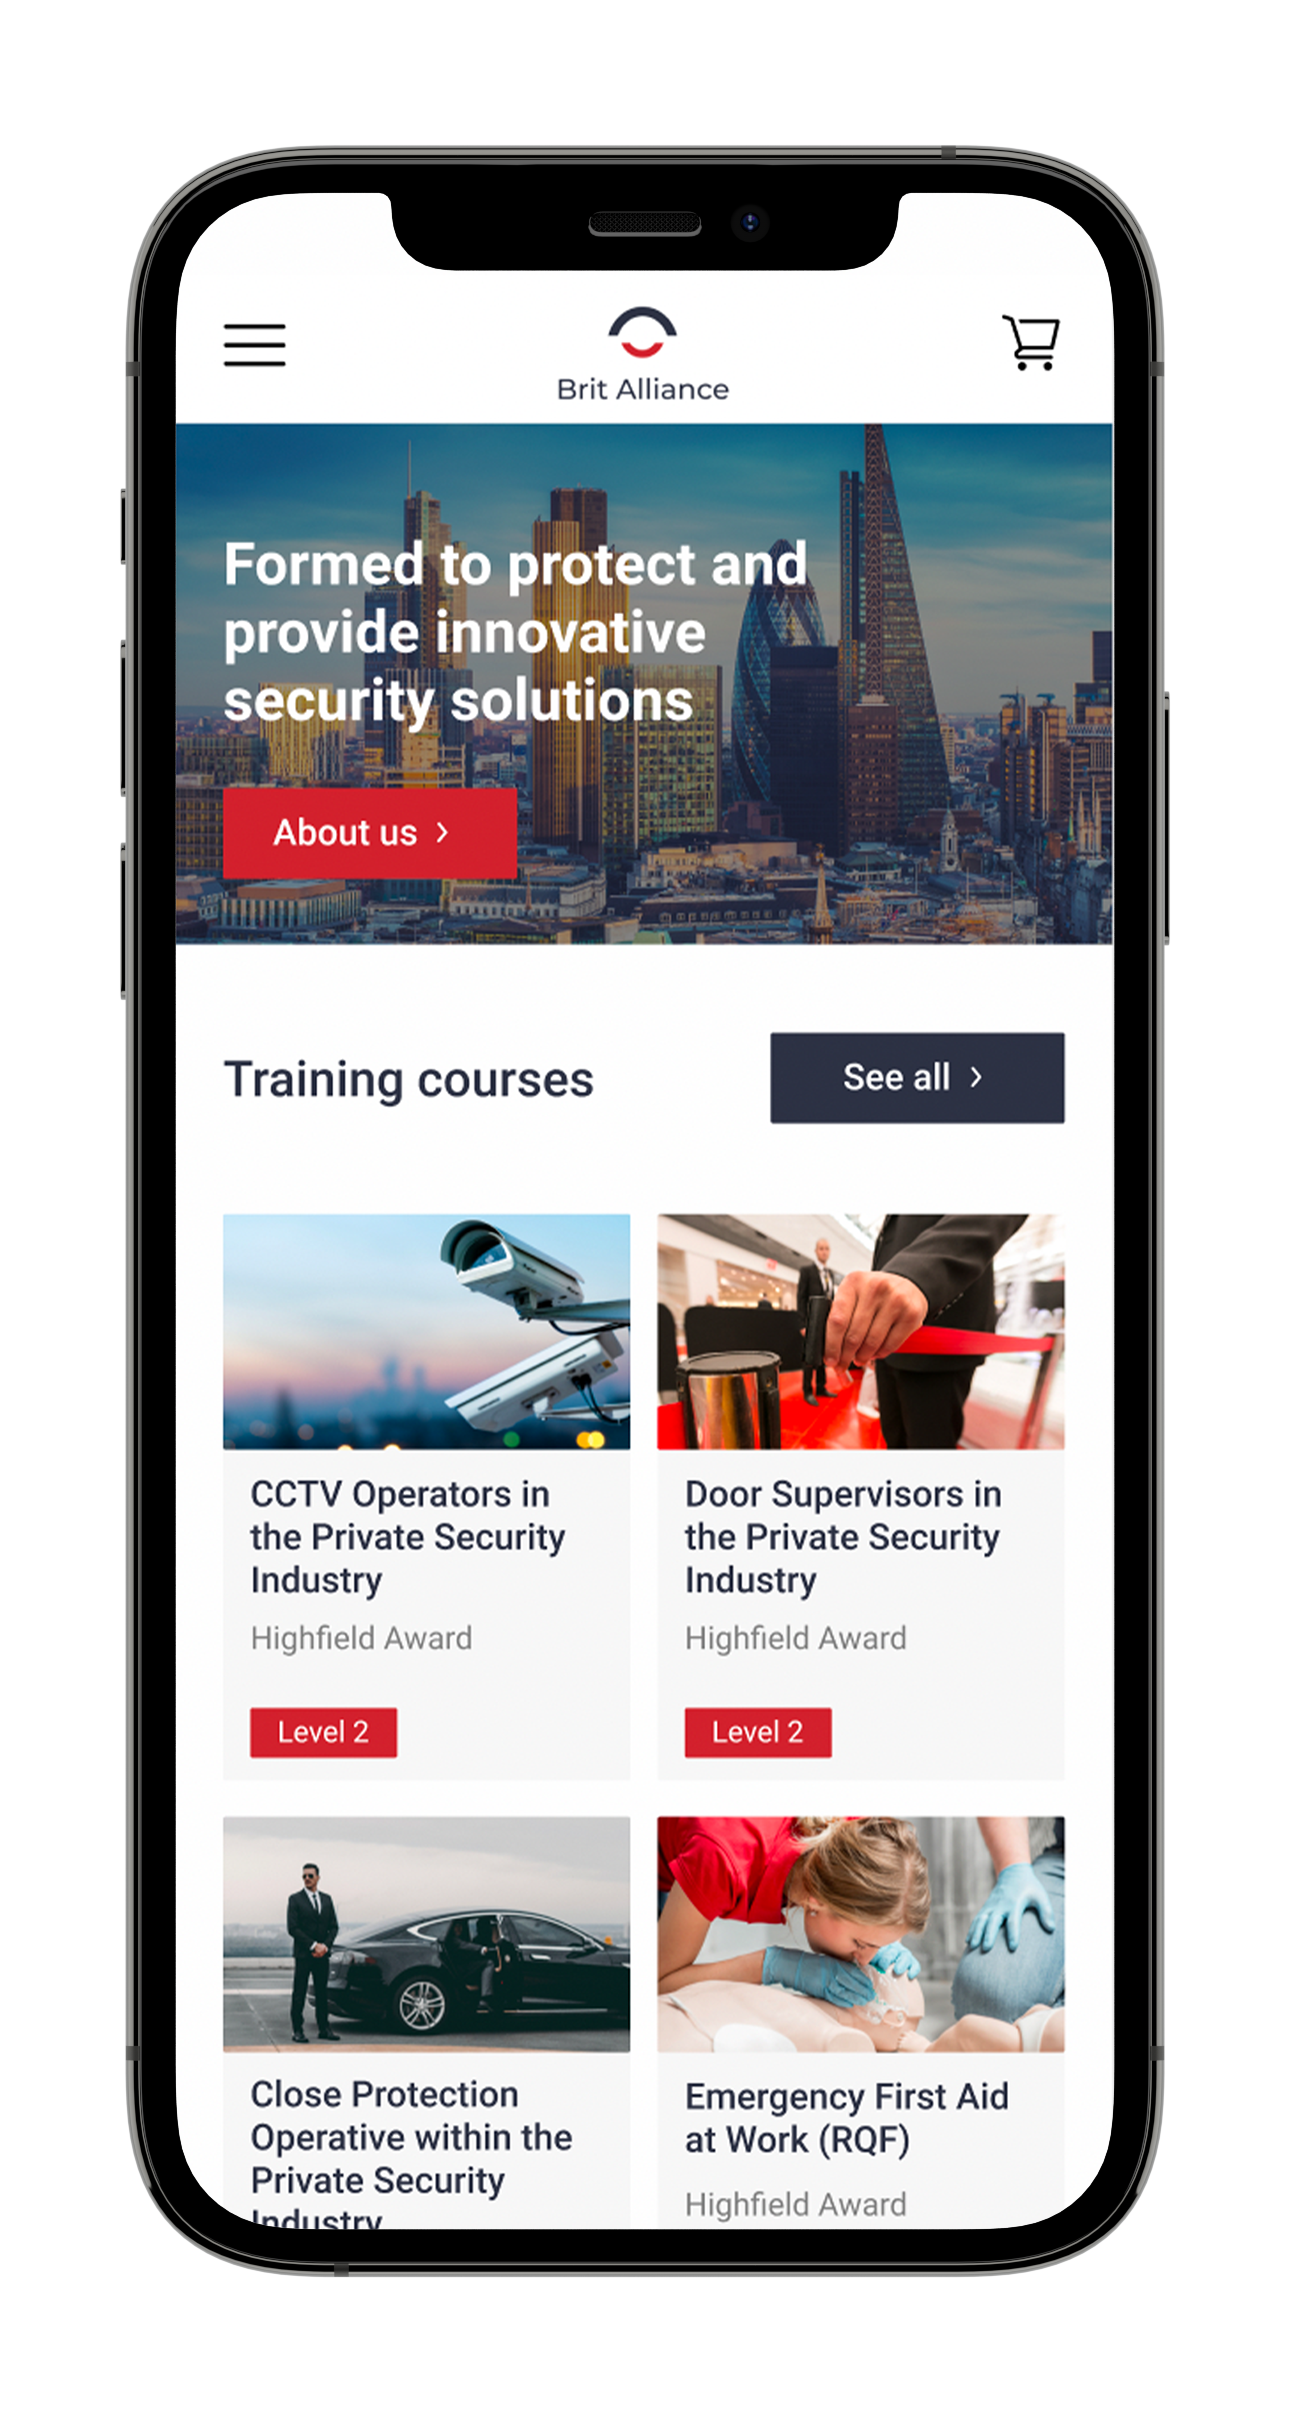 Brit Alliance
Formed to protect and
provide innovative
security solutions
About us
Training courses
See all
CCTV Operators in
the Private Security
Industry
Highfield Award
Level 2
Door Supervisors in
the Private Security
Industry
Highfield Award
Level 2
Close Protection
Operative within the
Private Security
Industry
Emergency First Aid
at Work (RQF)
Highfield Award